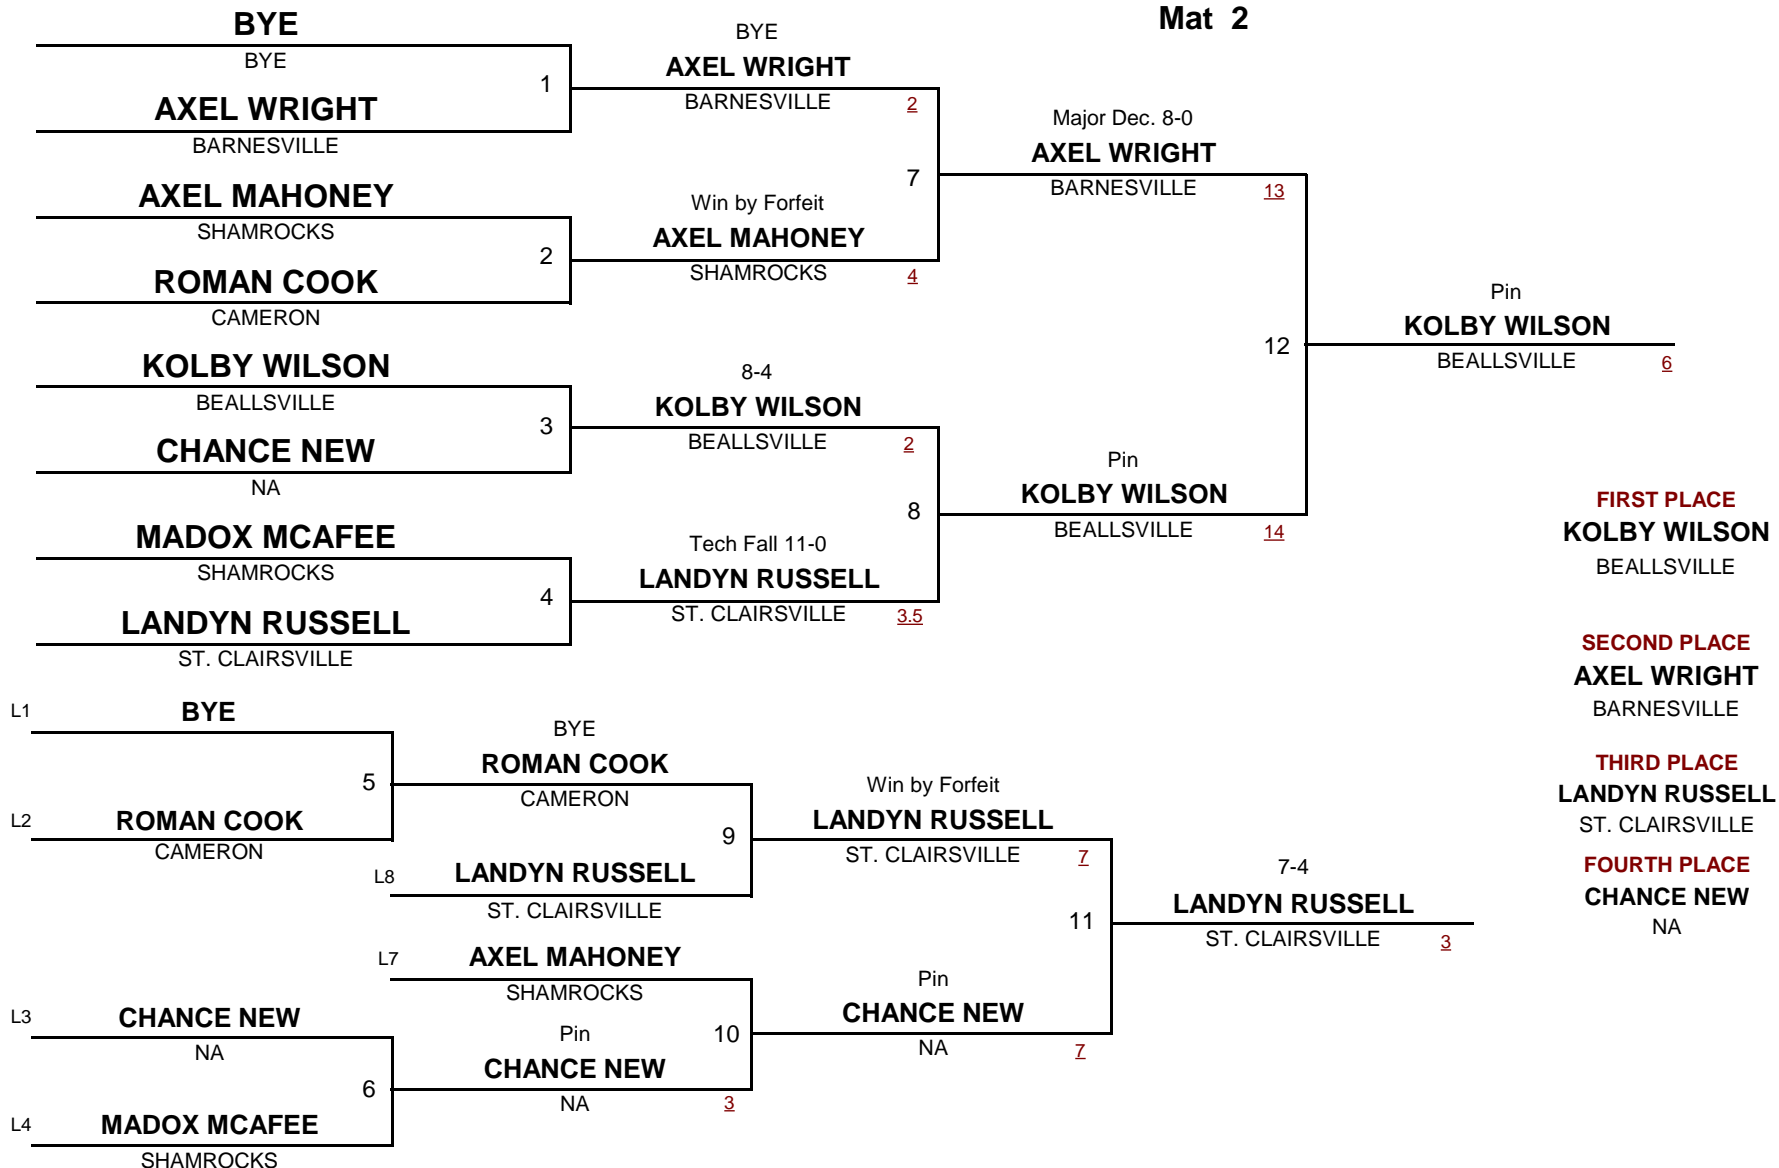 Mat 2
BYE
BYE
1
AXEL WRIGHT
BARNESVILLE
AXEL MAHONEY
SHAMROCKS
2
ROMAN COOK
CAMERON
KOLBY WILSON
BEALLSVILLE
3
CHANCE NEW
NA
MADOX MCAFEE
SHAMROCKS
4
LANDYN RUSSELL
ST. CLAIRSVILLE
BYE
AXEL WRIGHT
BARNESVILLE 2
7
Win by Forfeit
AXEL MAHONEY
SHAMROCKS 4
8-4
KOLBY WILSON
BEALLSVILLE 2
8
Tech Fall 11-0
LANDYN RUSSELL
ST. CLAIRSVILLE 3.5
Major Dec. 8-0
AXEL WRIGHT
BARNESVILLE 13
12
Pin
KOLBY WILSON
BEALLSVILLE 14
Pin
KOLBY WILSON
BEALLSVILLE 6
FIRST PLACE
KOLBY WILSON
BEALLSVILLE
SECOND PLACE
AXEL WRIGHT
BARNESVILLE
THIRD PLACE
LANDYN RUSSELL
ST. CLAIRSVILLE
FOURTH PLACE
CHANCE NEW
NA
L1 BYE
5
L2 ROMAN COOK
CAMERON
L3 CHANCE NEW
NA
6
L4 MADOX MCAFEE
SHAMROCKS
BYE
ROMAN COOK
CAMERON
9
L8 LANDYN RUSSELL
ST. CLAIRSVILLE
L7 AXEL MAHONEY
SHAMROCKS
10
Pin
CHANCE NEW
NA 3
Win by Forfeit
LANDYN RUSSELL
ST. CLAIRSVILLE 7
11
Pin
CHANCE NEW
NA 7
7-4
LANDYN RUSSELL
ST. CLAIRSVILLE 3